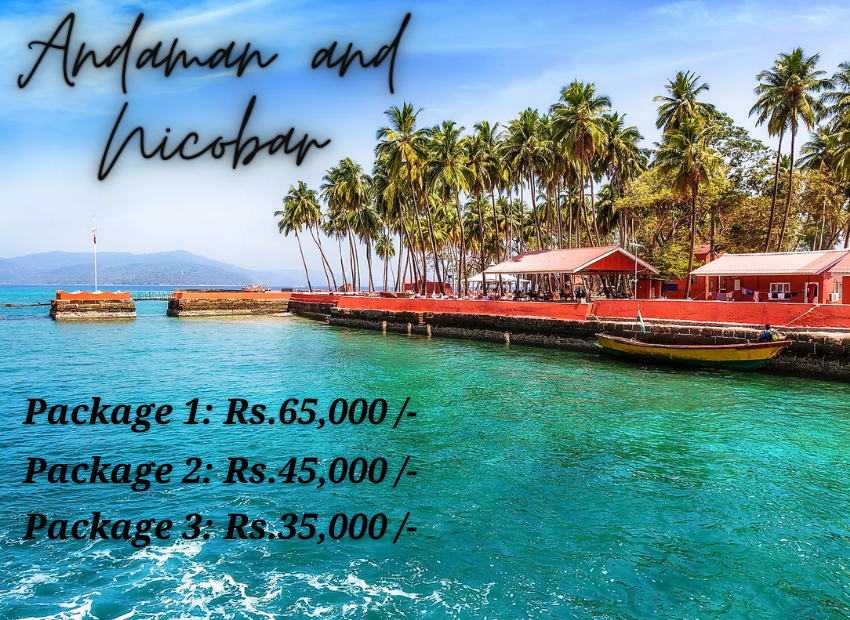 Andaman and
Nicobar
Package 1: Rs.65,000 /-
Package 2: Rs.45,000 /-
Package 3: Rs.35,000 /-